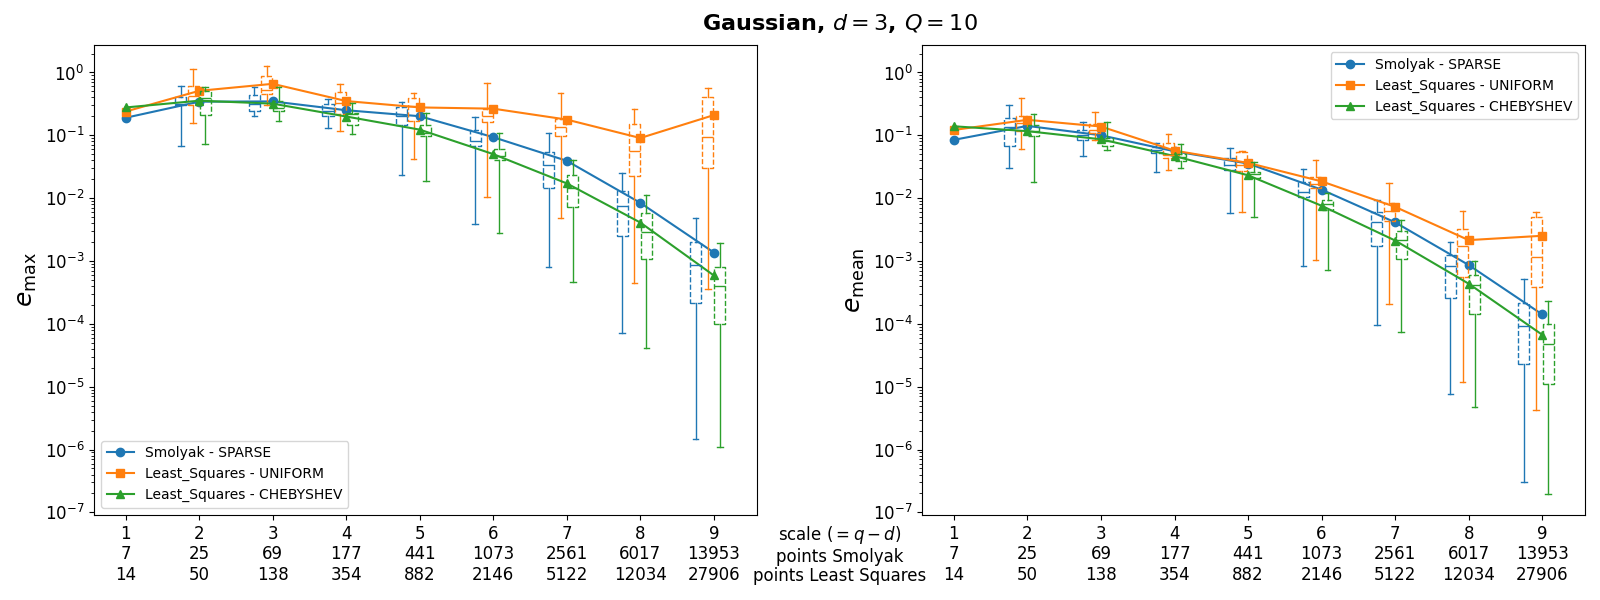 Gaussian, d = 3, Q = 10
10^0
10^-1
10^-2
10^-3
10^-4
10^-5
10^-6
10^-7
e_max
Smolyak - SPARSE
Least_Squares - UNIFORM
Least_Squares - CHEBYSHEV
1 2 3 4 5 6 7 8 9
7 25 69 177 441 1073 2561 6017 13953
14 50 138 354 882 2146 5122 12034 27906
scale (= q − d)
points Smolyak
points Least Squares
10^0
10^-1
10^-2
10^-3
10^-4
10^-5
10^-6
10^-7
e_mean
Smolyak - SPARSE
Least_Squares - UNIFORM
Least_Squares - CHEBYSHEV
1 2 3 4 5 6 7 8 9
7 25 69 177 441 1073 2561 6017 13953
14 50 138 354 882 2146 5122 12034 27906